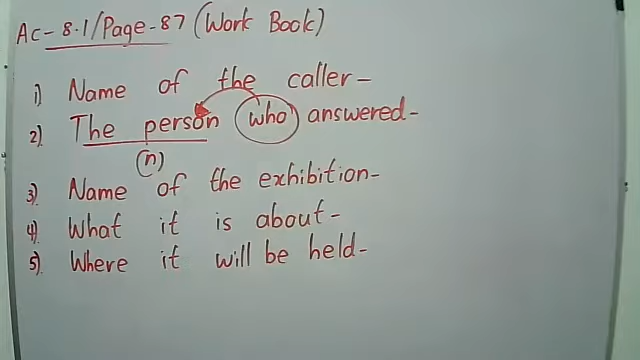 Ac- 8.1/Page-87 (Work Book)
1) Name of the caller-
2) The person who answered-
(n)
3) Name of the exhibition-
4) What it is about-
5) Where it will be held-